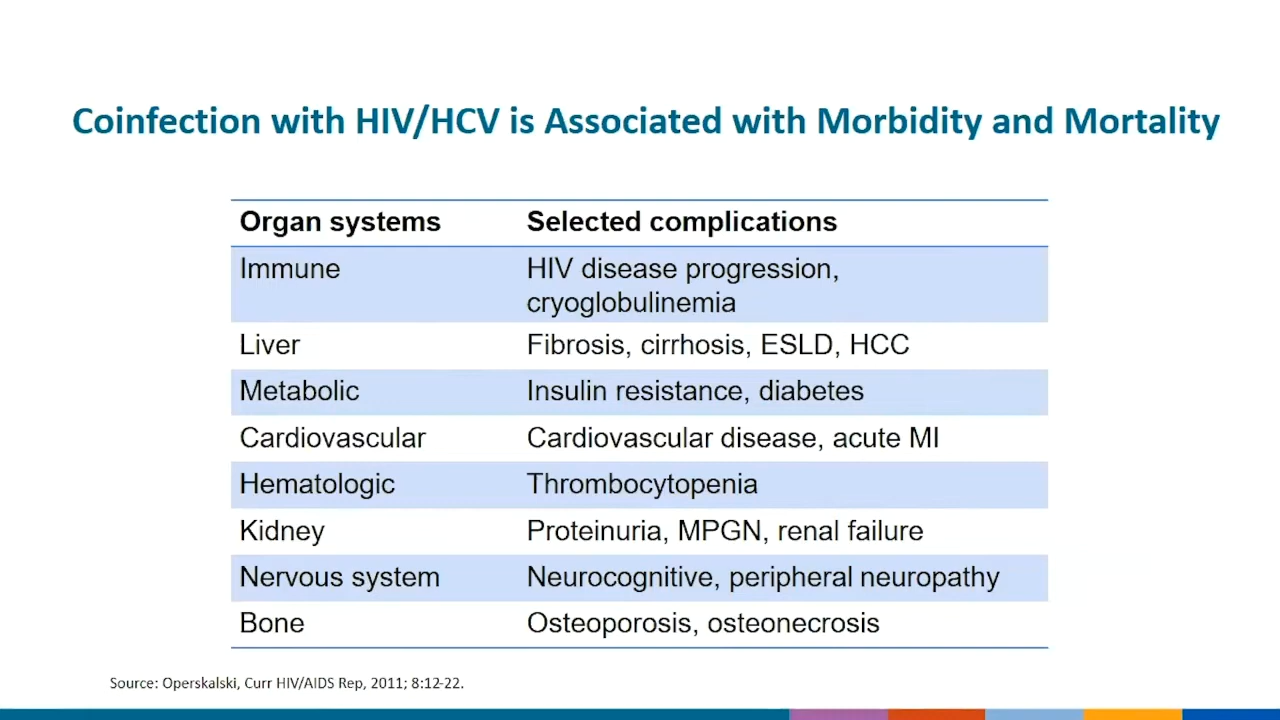 Coinfection with HIV/HCV is Associated with Morbidity and Mortality
Organ systems Selected complications
Immune HIV disease progression,
cryoglobulinemia
Liver Fibrosis, cirrhosis, ESLD, HCC
Metabolic Insulin resistance, diabetes
Cardiovascular Cardiovascular disease, acute MI
Hematologic Thrombocytopenia
Kidney Proteinuria, MPGN, renal failure
Nervous system Neurocognitive, peripheral neuropathy
Bone Osteoporosis, osteonecrosis
Source: Operskalski, Curr HIV/AIDS Rep, 2011; 8:12-22.